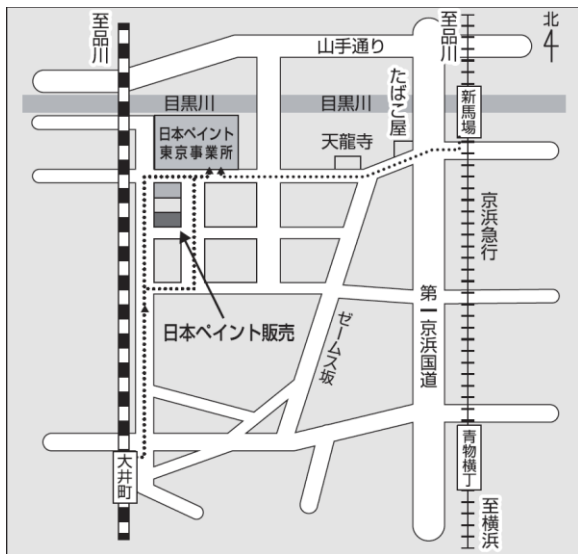 至品川
山手通り
至品川
北
目黒川
目黒川
たばこ屋
新馬場
日本ペイント
東京事業所
天龍寺
京浜急行
日本ペイント販売
ゼームス坂
第一京浜国道
大井町
青物横丁
至横浜